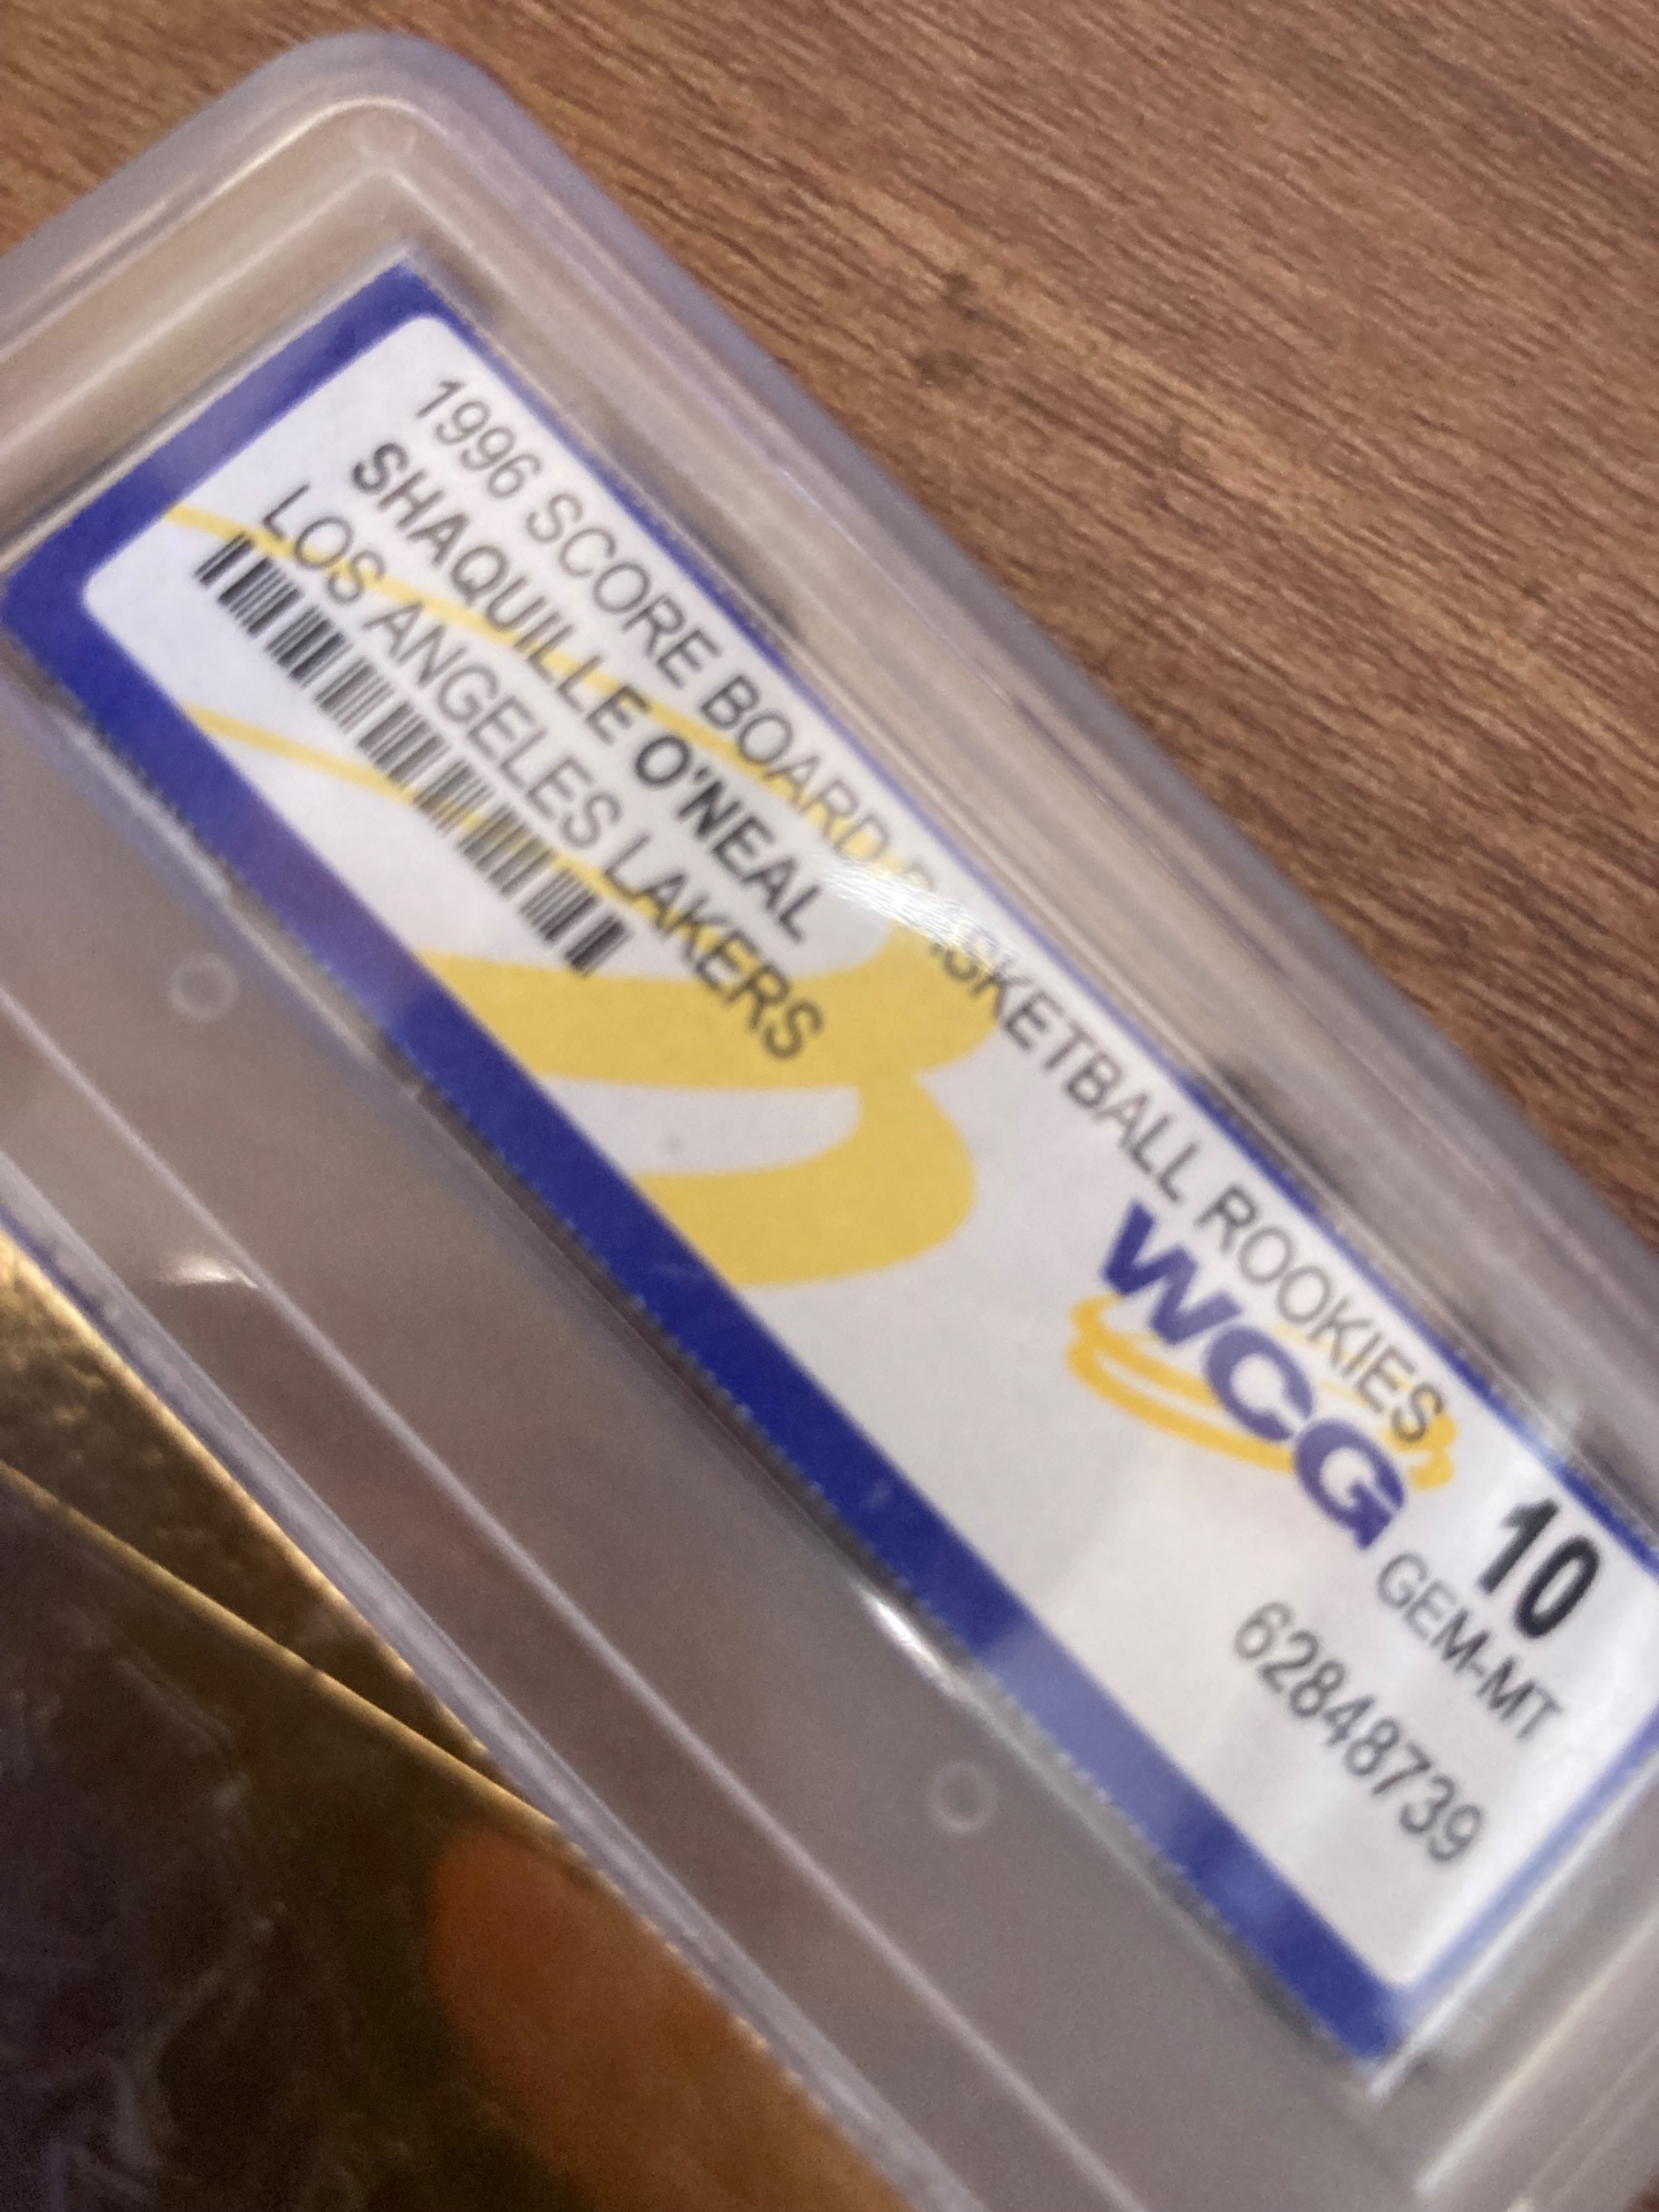 1996 SCORE BOARD BASKETBALL ROOKIES
SHAQUILLE O'NEAL
LOS ANGELES LAKERS
WCG
10
GEM-MT
62848739